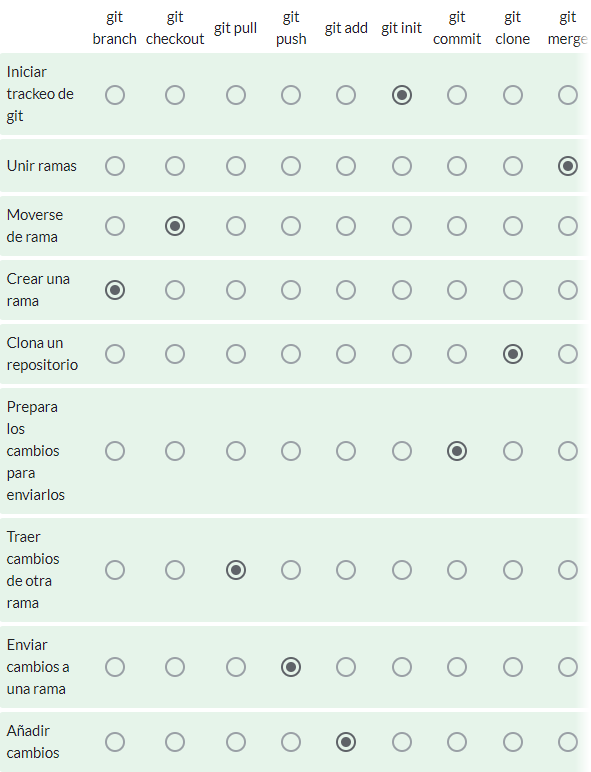 git branch
git checkout
git pull
git push
git add
git init
git commit
git clone
git merge
Iniciar
trackeo de
git
Unir ramas
Moverse
de rama
Crear una
rama
Clona un
repositorio
Prepara
los
cambios
para
enviarlos
Traer
cambios
de otra
rama
Enviar
cambios a
una rama
Añadir
cambios